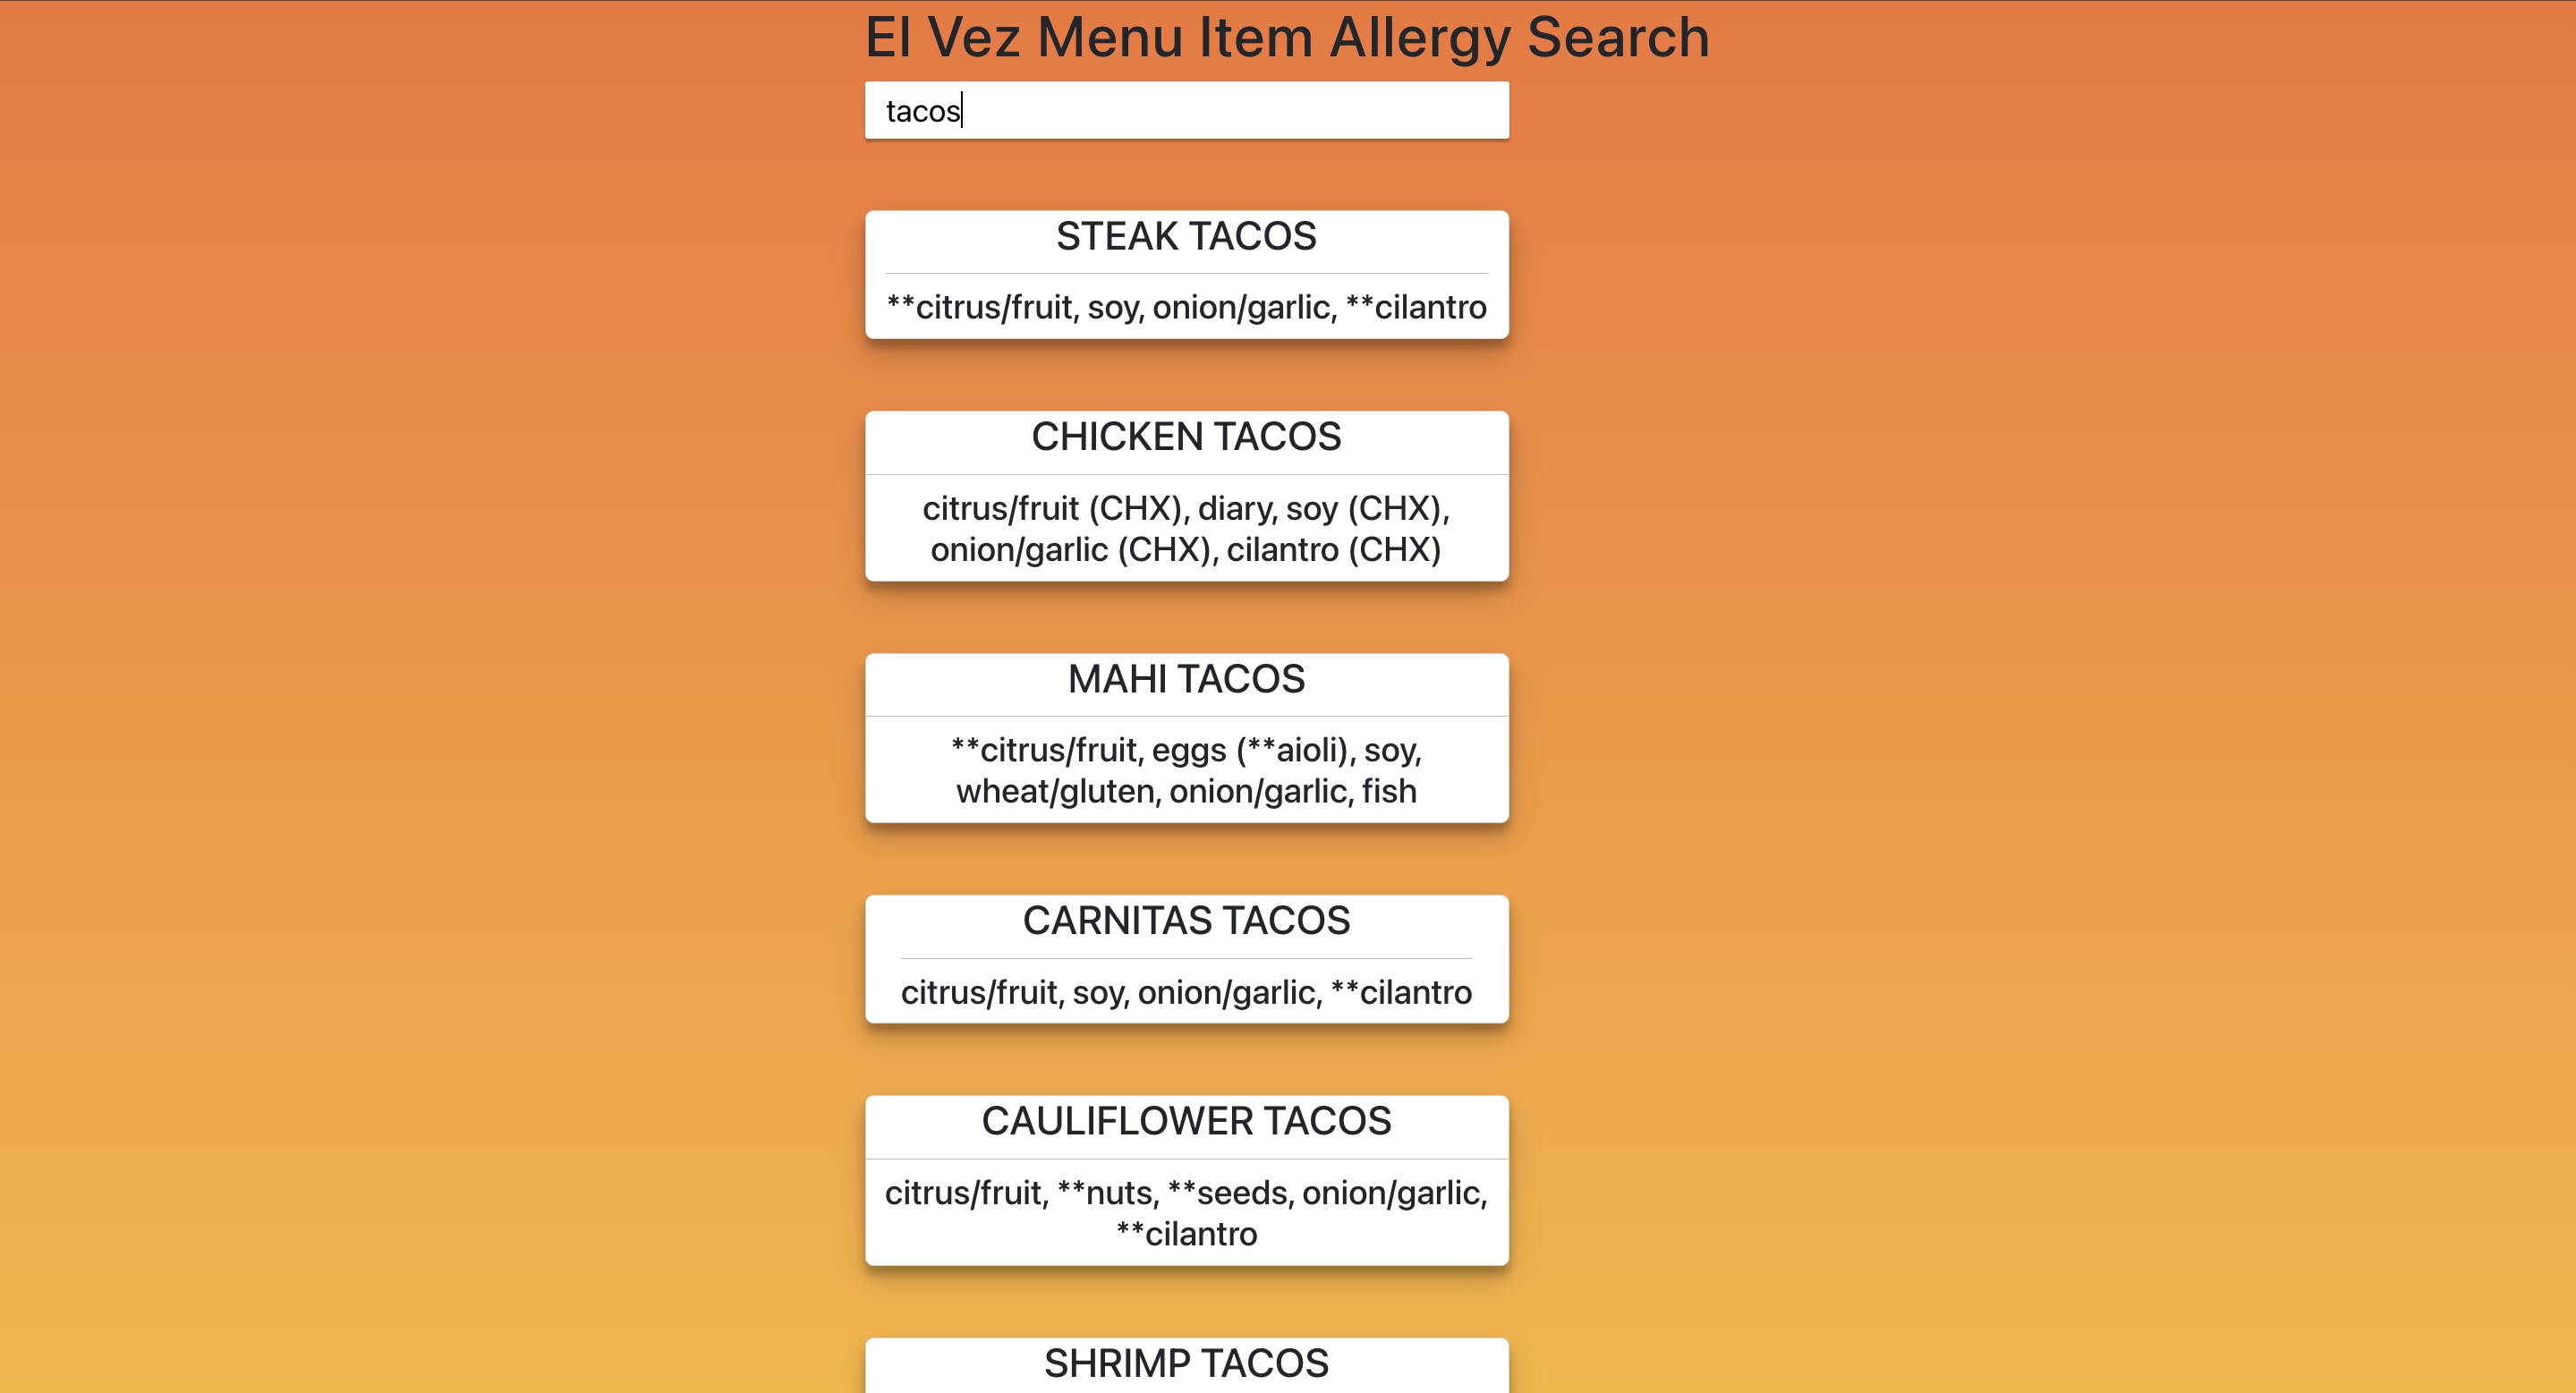 El Vez Menu Item Allergy Search
tacos
STEAK TACOS
**citrus/fruit, soy, onion/garlic, **cilantro
CHICKEN TACOS
citrus/fruit (CHX), diary, soy (CHX),
onion/garlic (CHX), cilantro (CHX)
MAHI TACOS
**citrus/fruit, eggs (**aioli), soy,
wheat/gluten, onion/garlic, fish
CARNITAS TACOS
citrus/fruit, soy, onion/garlic, **cilantro
CAULIFLOWER TACOS
citrus/fruit, **nuts, **seeds, onion/garlic,
**cilantro
SHRIMP TACOS